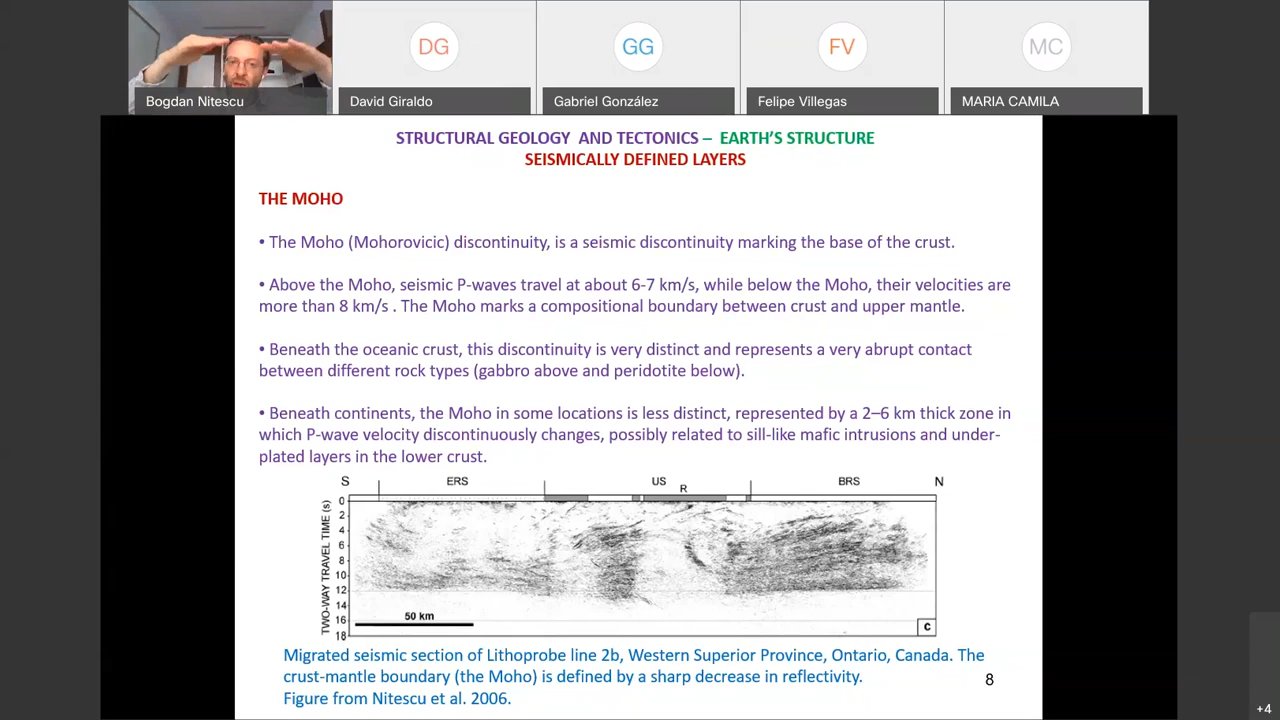 DG
GG
FV
MC
Bogdan Nitescu
David Giraldo
Gabriel González
Felipe Villegas
MARIA CAMILA
STRUCTURAL GEOLOGY AND TECTONICS – EARTH'S STRUCTURE
SEISMICALLY DEFINED LAYERS
THE MOHO
• The Moho (Mohorovicic) discontinuity, is a seismic discontinuity marking the base of the crust.
• Above the Moho, seismic P-waves travel at about 6-7 km/s, while below the Moho, their velocities are
more than 8 km/s . The Moho marks a compositional boundary between crust and upper mantle.
• Beneath the oceanic crust, this discontinuity is very distinct and represents a very abrupt contact
between different rock types (gabbro above and peridotite below).
• Beneath continents, the Moho in some locations is less distinct, represented by a 2–6 km thick zone in
which P-wave velocity discontinuously changes, possibly related to sill-like mafic intrusions and under-
plated layers in the lower crust.
S ERS US R BRS N
TWO-WAY TRAVEL TIME (s)
0
2
4
6
8
10
12
14
16
18
50 km
c
Migrated seismic section of Lithoprobe line 2b, Western Superior Province, Ontario, Canada. The
crust-mantle boundary (the Moho) is defined by a sharp decrease in reflectivity.
Figure from Nitescu et al. 2006.
8
+4